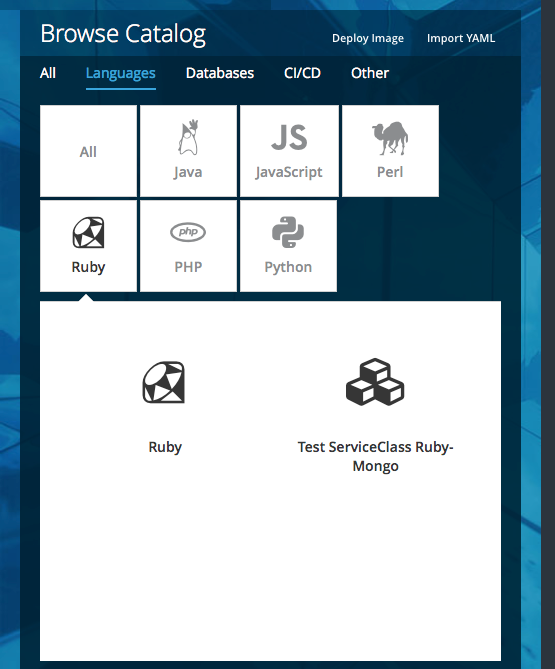 Browse Catalog
Deploy Image Import YAML
All Languages Databases CI/CD Other
All
JS
Java JavaScript Perl
php
Ruby PHP Python
Ruby Test ServiceClass Ruby-
Mongo